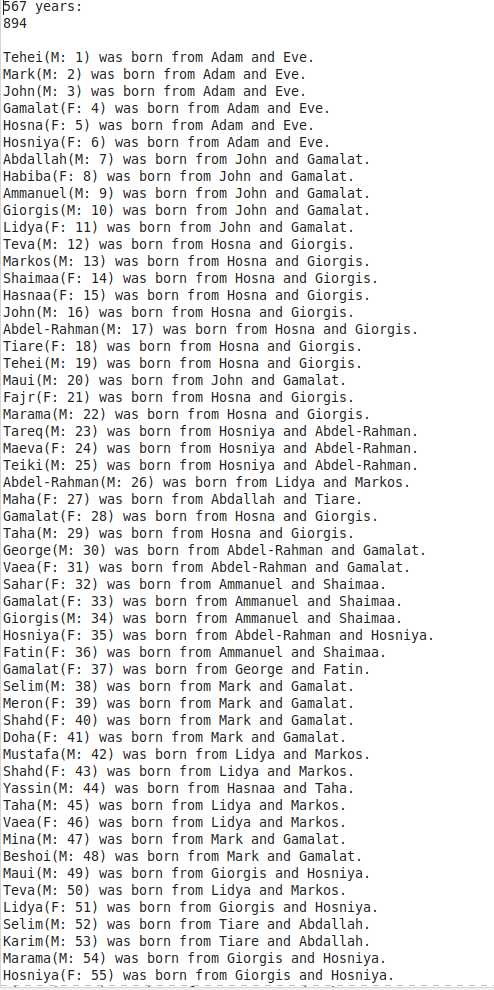 567 years:
894

Tehei(M: 1) was born from Adam and Eve.
Mark(M: 2) was born from Adam and Eve.
John(M: 3) was born from Adam and Eve.
Gamalat(F: 4) was born from Adam and Eve.
Hosna(F: 5) was born from Adam and Eve.
Hosniya(F: 6) was born from Adam and Eve.
Abdallah(M: 7) was born from John and Gamalat.
Habiba(F: 8) was born from John and Gamalat.
Ammanuel(M: 9) was born from John and Gamalat.
Giorgis(M: 10) was born from John and Gamalat.
Lidya(F: 11) was born from John and Gamalat.
Teva(M: 12) was born from Hosna and Giorgis.
Markos(M: 13) was born from Hosna and Giorgis.
Shaimaa(F: 14) was born from Hosna and Giorgis.
Hasnaa(F: 15) was born from Hosna and Giorgis.
John(M: 16) was born from Hosna and Giorgis.
Abdel-Rahman(M: 17) was born from Hosna and Giorgis.
Tiare(F: 18) was born from Hosna and Giorgis.
Tehei(M: 19) was born from Hosna and Giorgis.
Maui(M: 20) was born from John and Gamalat.
Fajr(F: 21) was born from Hosna and Giorgis.
Marama(M: 22) was born from Hosna and Giorgis.
Tareq(M: 23) was born from Hosniya and Abdel-Rahman.
Maeva(F: 24) was born from Hosniya and Abdel-Rahman.
Teiki(M: 25) was born from Hosniya and Abdel-Rahman.
Abdel-Rahman(M: 26) was born from Lidya and Markos.
Maha(F: 27) was born from Abdallah and Tiare.
Gamalat(F: 28) was born from Hosna and Giorgis.
Taha(M: 29) was born from Hosna and Giorgis.
George(M: 30) was born from Abdel-Rahman and Gamalat.
Vaea(F: 31) was born from Abdel-Rahman and Gamalat.
Sahar(F: 32) was born from Ammanuel and Shaimaa.
Gamalat(F: 33) was born from Ammanuel and Shaimaa.
Giorgis(M: 34) was born from Ammanuel and Shaimaa.
Hosniya(F: 35) was born from Abdel-Rahman and Hosniya.
Fatin(F: 36) was born from Ammanuel and Shaimaa.
Gamalat(F: 37) was born from George and Fatin.
Selim(M: 38) was born from Mark and Gamalat.
Meron(F: 39) was born from Mark and Gamalat.
Shahd(F: 40) was born from Mark and Gamalat.
Doha(F: 41) was born from Mark and Gamalat.
Mustafa(M: 42) was born from Lidya and Markos.
Shahd(F: 43) was born from Lidya and Markos.
Yassin(M: 44) was born from Hasnaa and Taha.
Taha(M: 45) was born from Lidya and Markos.
Vaea(F: 46) was born from Lidya and Markos.
Mina(M: 47) was born from Mark and Gamalat.
Beshoi(M: 48) was born from Mark and Gamalat.
Maui(M: 49) was born from Giorgis and Hosniya.
Teva(M: 50) was born from Lidya and Markos.
Lidya(F: 51) was born from Giorgis and Hosniya.
Selim(M: 52) was born from Tiare and Abdallah.
Karim(M: 53) was born from Tiare and Abdallah.
Marama(M: 54) was born from Giorgis and Hosniya.
Hosniya(F: 55) was born from Giorgis and Hosniya.